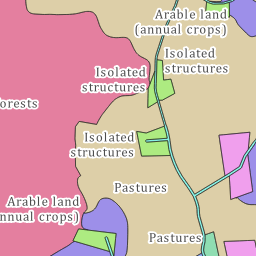 Arable land
(annual crops)
Isolated
structures
Isolated
structures
orests
Isolated
structures
Pastures
Arable land
nnual crops)
Pastures